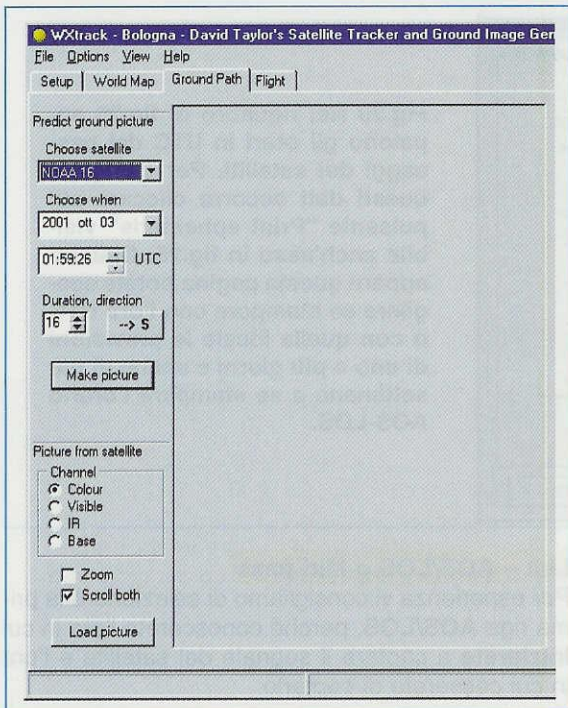 WXtrack - Bologna - David Taylor's Satellite Tracker and Ground Image Gen
File Options View Help
Setup World Map Ground Path Flight
Predict ground picture
Choose satellite
NOAA 16
Choose when
2001 ott 03
01:59:26 UTC
Duration, direction
16 --> S
Make picture
Picture from satellite
Channel
Colour
Visible
IR
Base
Zoom
Scroll both
Load picture